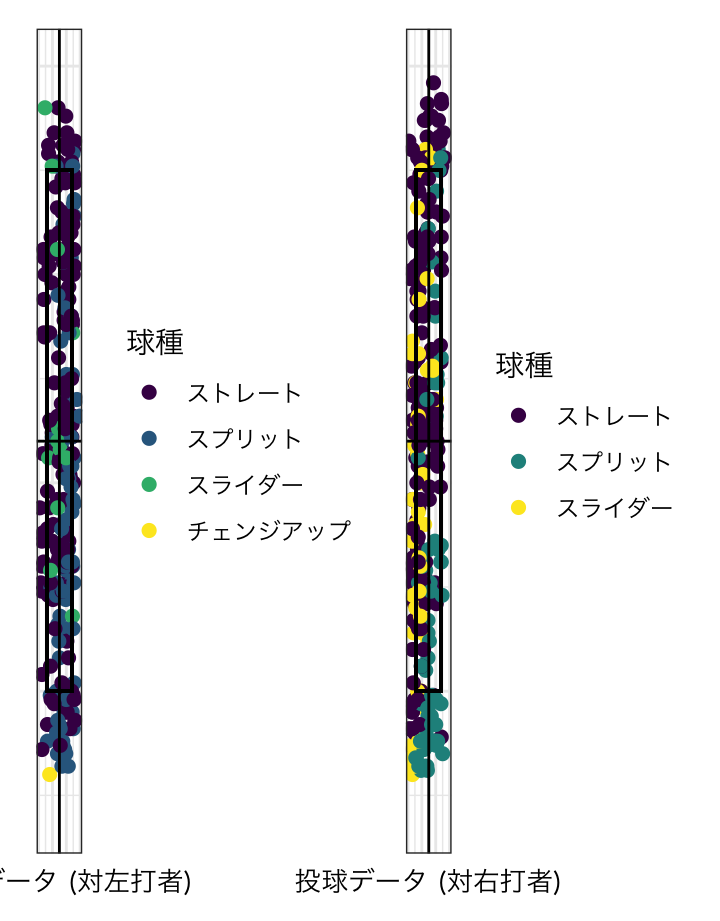 球種
ストレート
スプリット
スライダー
チェンジアップ
球種
ストレート
スプリット
スライダー
データ (対左打者)
投球データ (対右打者)